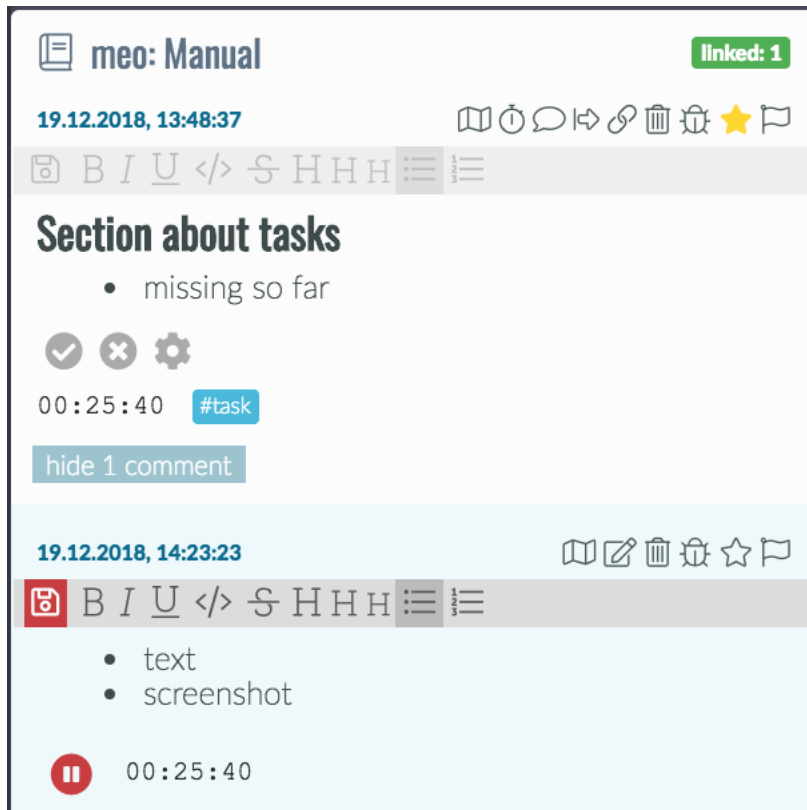 meo: Manual
linked: 1
19.12.2018, 13:48:37
B I U </> S H H H
Section about tasks
• missing so far
00:25:40 #task
hide 1 comment
19.12.2018, 14:23:23
B I U </> S H H H
• text
• screenshot
00:25:40